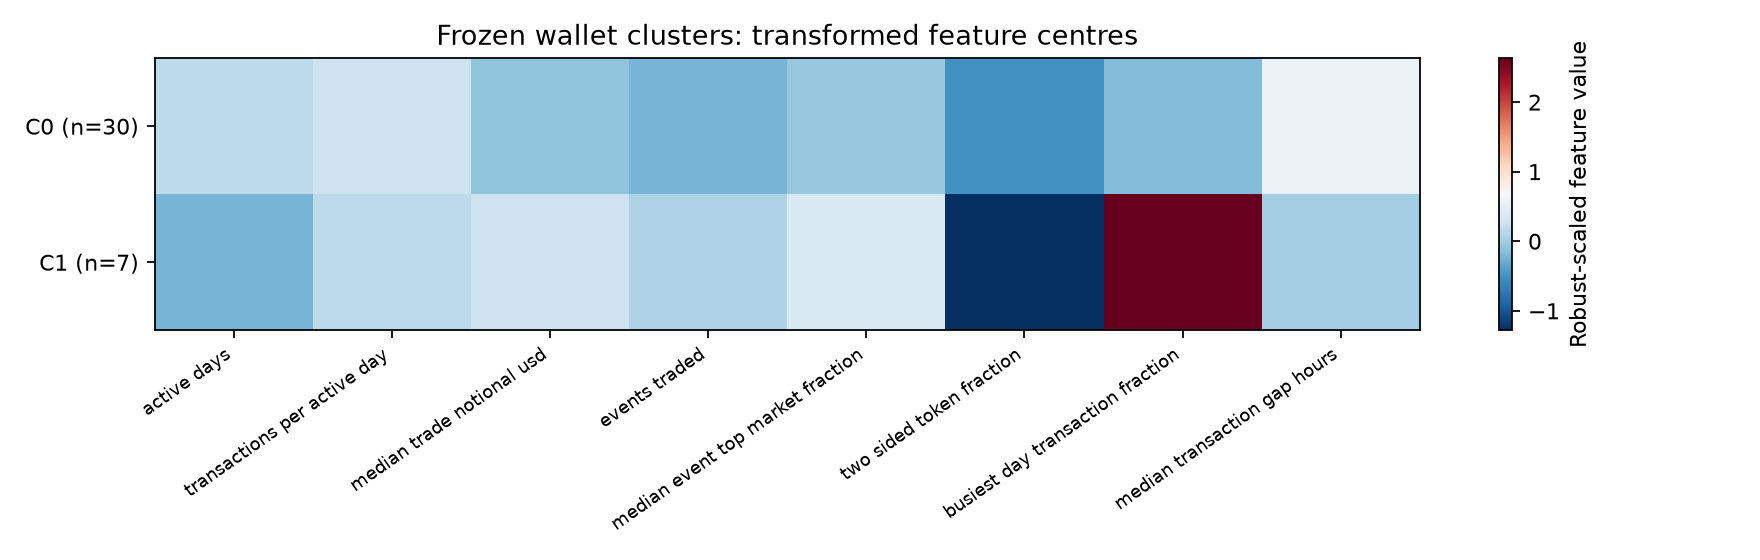 Frozen wallet clusters: transformed feature centres
C0 (n=30)
C1 (n=7)
active days
transactions per active day
median trade notional usd
events traded
median event top market fraction
two sided token fraction
busiest day transaction fraction
median transaction gap hours
2
1
0
−1
Robust-scaled feature value